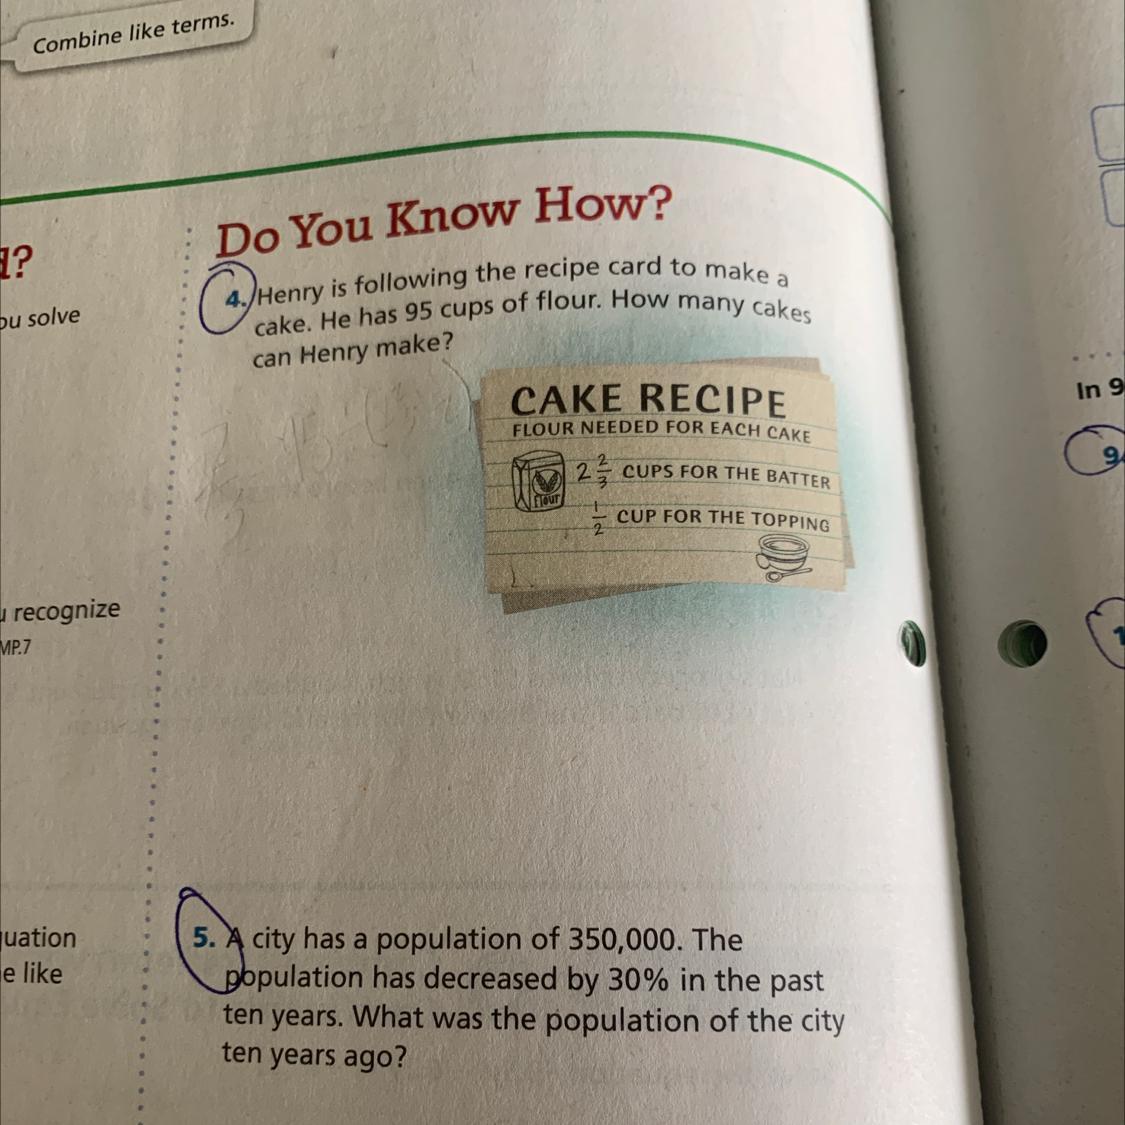 Combine like terms.
d?
ou solve
u recognize
MP.7
quation
e like
Do You Know How?
4. Henry is following the recipe card to make a
cake. He has 95 cups of flour. How many cakes
can Henry make?
CAKE RECIPE
FLOUR NEEDED FOR EACH CAKE
2 2/3 CUPS FOR THE BATTER
flour
1/2 CUP FOR THE TOPPING
5. A city has a population of 350,000. The
population has decreased by 30% in the past
ten years. What was the population of the city
ten years ago?
In 9
9
1